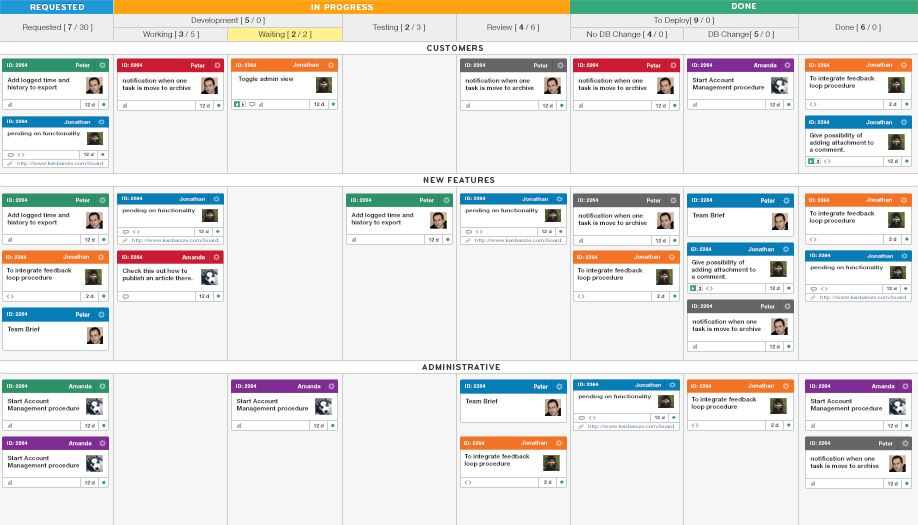 REQUESTED
IN PROGRESS
DONE
Requested [ 7 / 30 ]
Development [ 5 / 0 ]
Working [ 3 / 5 ]
Waiting [ 2 / 2 ]
Testing [ 2 / 3 ]
Review [ 4 / 6 ]
To Deploy[ 9 / 0 ]
No DB Change [ 4 / 0 ]
DB Change[ 5 / 0 ]
Done [ 6 / 0 ]
CUSTOMERS
ID: 2264 Peter
Add logged time and
history to export
12 d
ID: 2264 Jonathan
pending on functionality
12 d
http://www.kanbanize.com/board
ID: 2264 Peter
notification when one
task is move to archive
12 d
ID: 2264 Jonathan
Toggle admin view
12 d
ID: 2264 Peter
notification when one
task is move to archive
12 d
ID: 2264 Peter
notification when one
task is move to archive
12 d
ID: 2264 Amanda
Start Account
Management procedure
12 d
ID: 2264 Jonathan
To integrate feedback
loop procedure
2 d
ID: 2264 Jonathan
Give possibility of
adding attachment to
a comment.
12 d
NEW FEATURES
ID: 2264 Peter
Add logged time and
history to export
12 d
ID: 2264 Jonathan
To integrate feedback
loop procedure
2 d
ID: 2264 Peter
Team Brief
ID: 2264 Jonathan
pending on functionality
12 d
http://www.kanbanize.com/board
ID: 2264 Amanda
Check this out how to
publish an article there.
12 d
ID: 2264 Peter
Add logged time and
history to export
12 d
ID: 2264 Jonathan
pending on functionality
12 d
http://www.kanbanize.com/board
ID: 2264 Peter
notification when one
task is move to archive
12 d
ID: 2264 Jonathan
To integrate feedback
loop procedure
2 d
ID: 2264 Peter
Team Brief
ID: 2264 Jonathan
Give possibility of
adding attachment to
a comment.
12 d
ID: 2264 Peter
notification when one
task is move to archive
12 d
ID: 2264 Jonathan
To integrate feedback
loop procedure
2 d
ID: 2264 Jonathan
pending on functionality
12 d
http://www.kanbanize.com/board
ADMINISTRATIVE
ID: 2264 Amanda
Start Account
Management procedure
12 d
ID: 2264 Amanda
Start Account
Management procedure
12 d
ID: 2264 Amanda
Start Account
Management procedure
12 d
ID: 2264 Peter
Team Brief
ID: 2264 Jonathan
To integrate feedback
loop procedure
2 d
ID: 2264 Jonathan
pending on functionality
12 d
http://www.kanbanize.com/board
ID: 2264 Jonathan
To integrate feedback
loop procedure
2 d
ID: 2264 Amanda
Start Account
Management procedure
12 d
ID: 2264 Peter
notification when one
task is move to archive
12 d